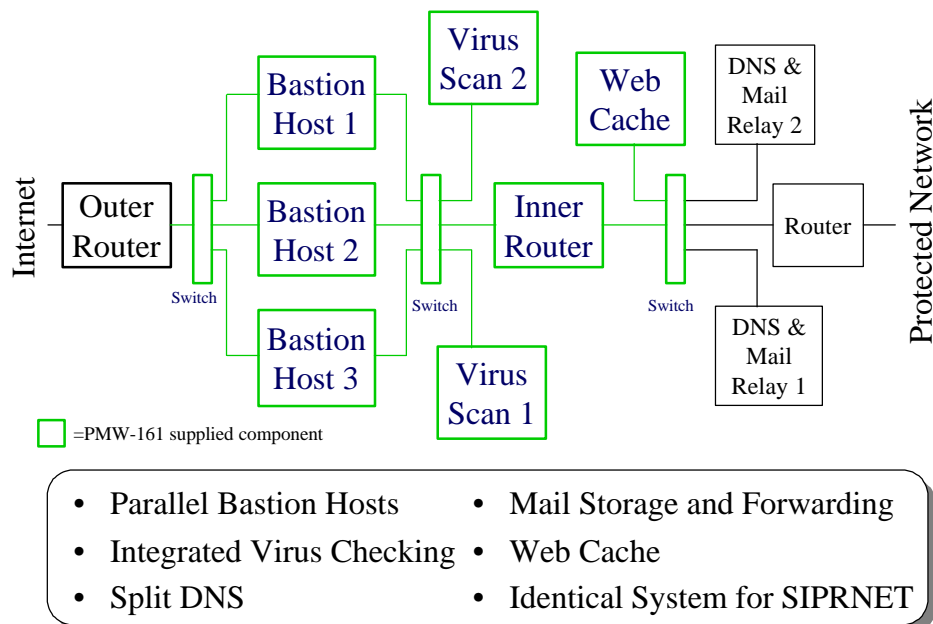 Internet
Outer
Router
Switch
Bastion
Host 1
Bastion
Host 2
Bastion
Host 3
Switch
Virus
Scan 2
Virus
Scan 1
Inner
Router
Web
Cache
Switch
DNS &
Mail
Relay 2
Router
DNS &
Mail
Relay 1
Protected Network
=PMW-161 supplied component
• Parallel Bastion Hosts
• Integrated Virus Checking
• Split DNS
• Mail Storage and Forwarding
• Web Cache
• Identical System for SIPRNET